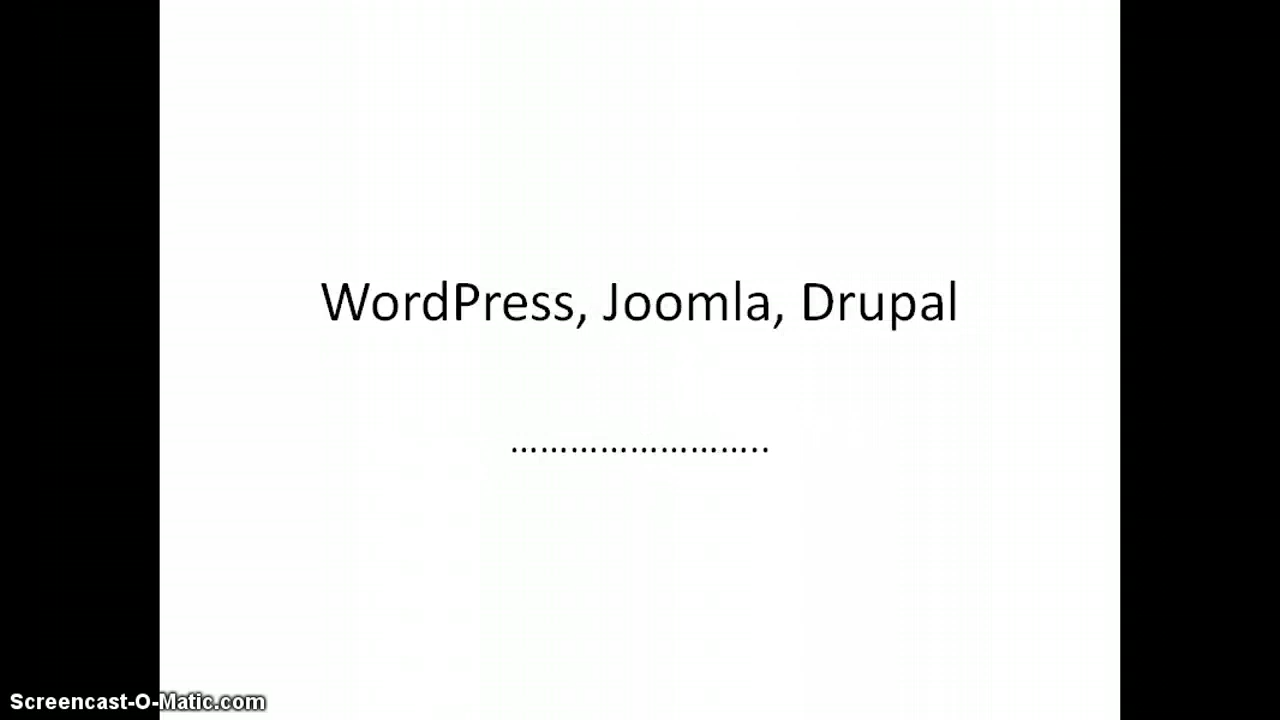 WordPress, Joomla, Drupal
……………………..
Screencast-O-Matic.com